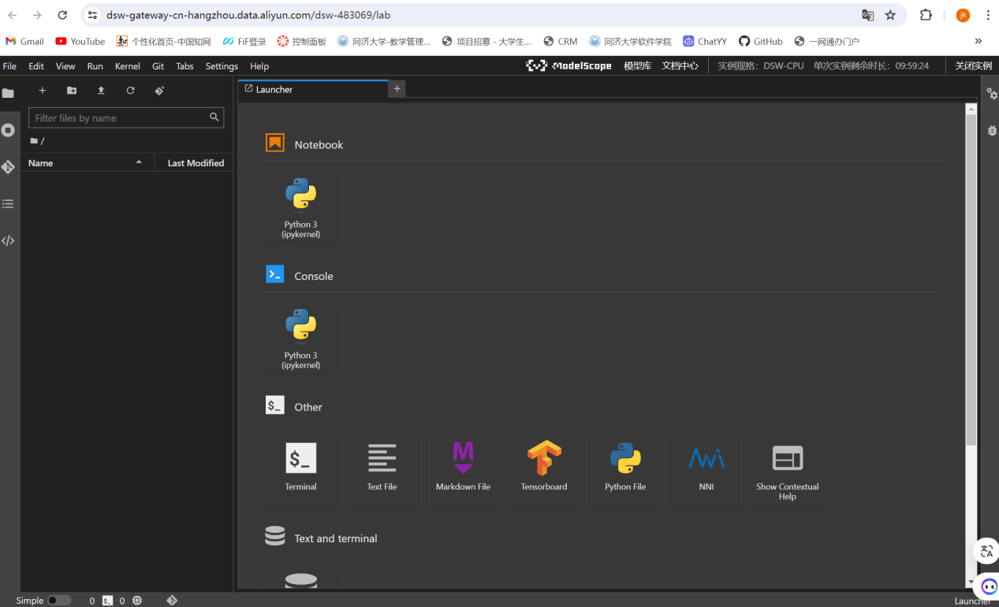 dsw-gateway-cn-hangzhou.data.aliyun.com/dsw-483069/lab
jk
Gmail YouTube 个性化首页-中国知网 FiF登录 控制面板 同济大学-教学管理... 项目招募 - 大学生... CRM 同济大学软件学院 ChatYY GitHub 一网通办门户
File Edit View Run Kernel Git Tabs Settings Help ModelScope 模型库 文档中心 实例规格：DSW-CPU 单次实例剩余时长：09:59:24 关闭实例
Launcher
Filter files by name
/
Name Last Modified
Notebook
Python 3
(ipykernel)
Console
Python 3
(ipykernel)
$_ Other
$_
Terminal Text File Markdown File Tensorboard Python File NNI Show Contextual
Help
Text and terminal
Simple 0 $_ 0 Launcher